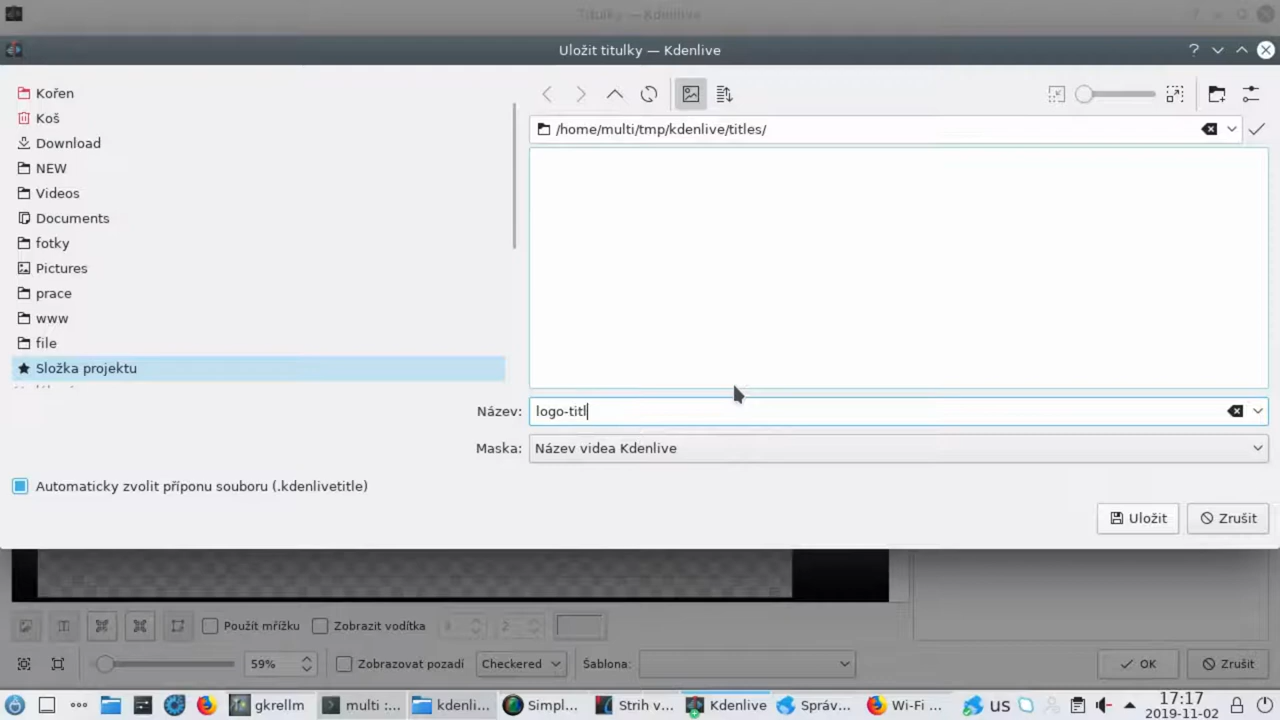 Titulky — Kdenlive
Uložit titulky — Kdenlive
Kořen
Koš
Download
NEW
Videos
Documents
fotky
Pictures
prace
www
file
Složka projektu
/home/multi/tmp/kdenlive/titles/
Název: logo-titl
Maska: Název videa Kdenlive
Automaticky zvolit příponu souboru (.kdenlivetitle)
Uložit
Zrušit
Použít mřížku
Zobrazit vodítka
59%
Zobrazovat pozadí
Checkered
Šablona:
OK
Zrušit
gkrellm
multi :...
kdenli...
Simpl...
Strih v...
Kdenlive
Správ...
Wi-Fi ...
us
17:17
2019-11-02